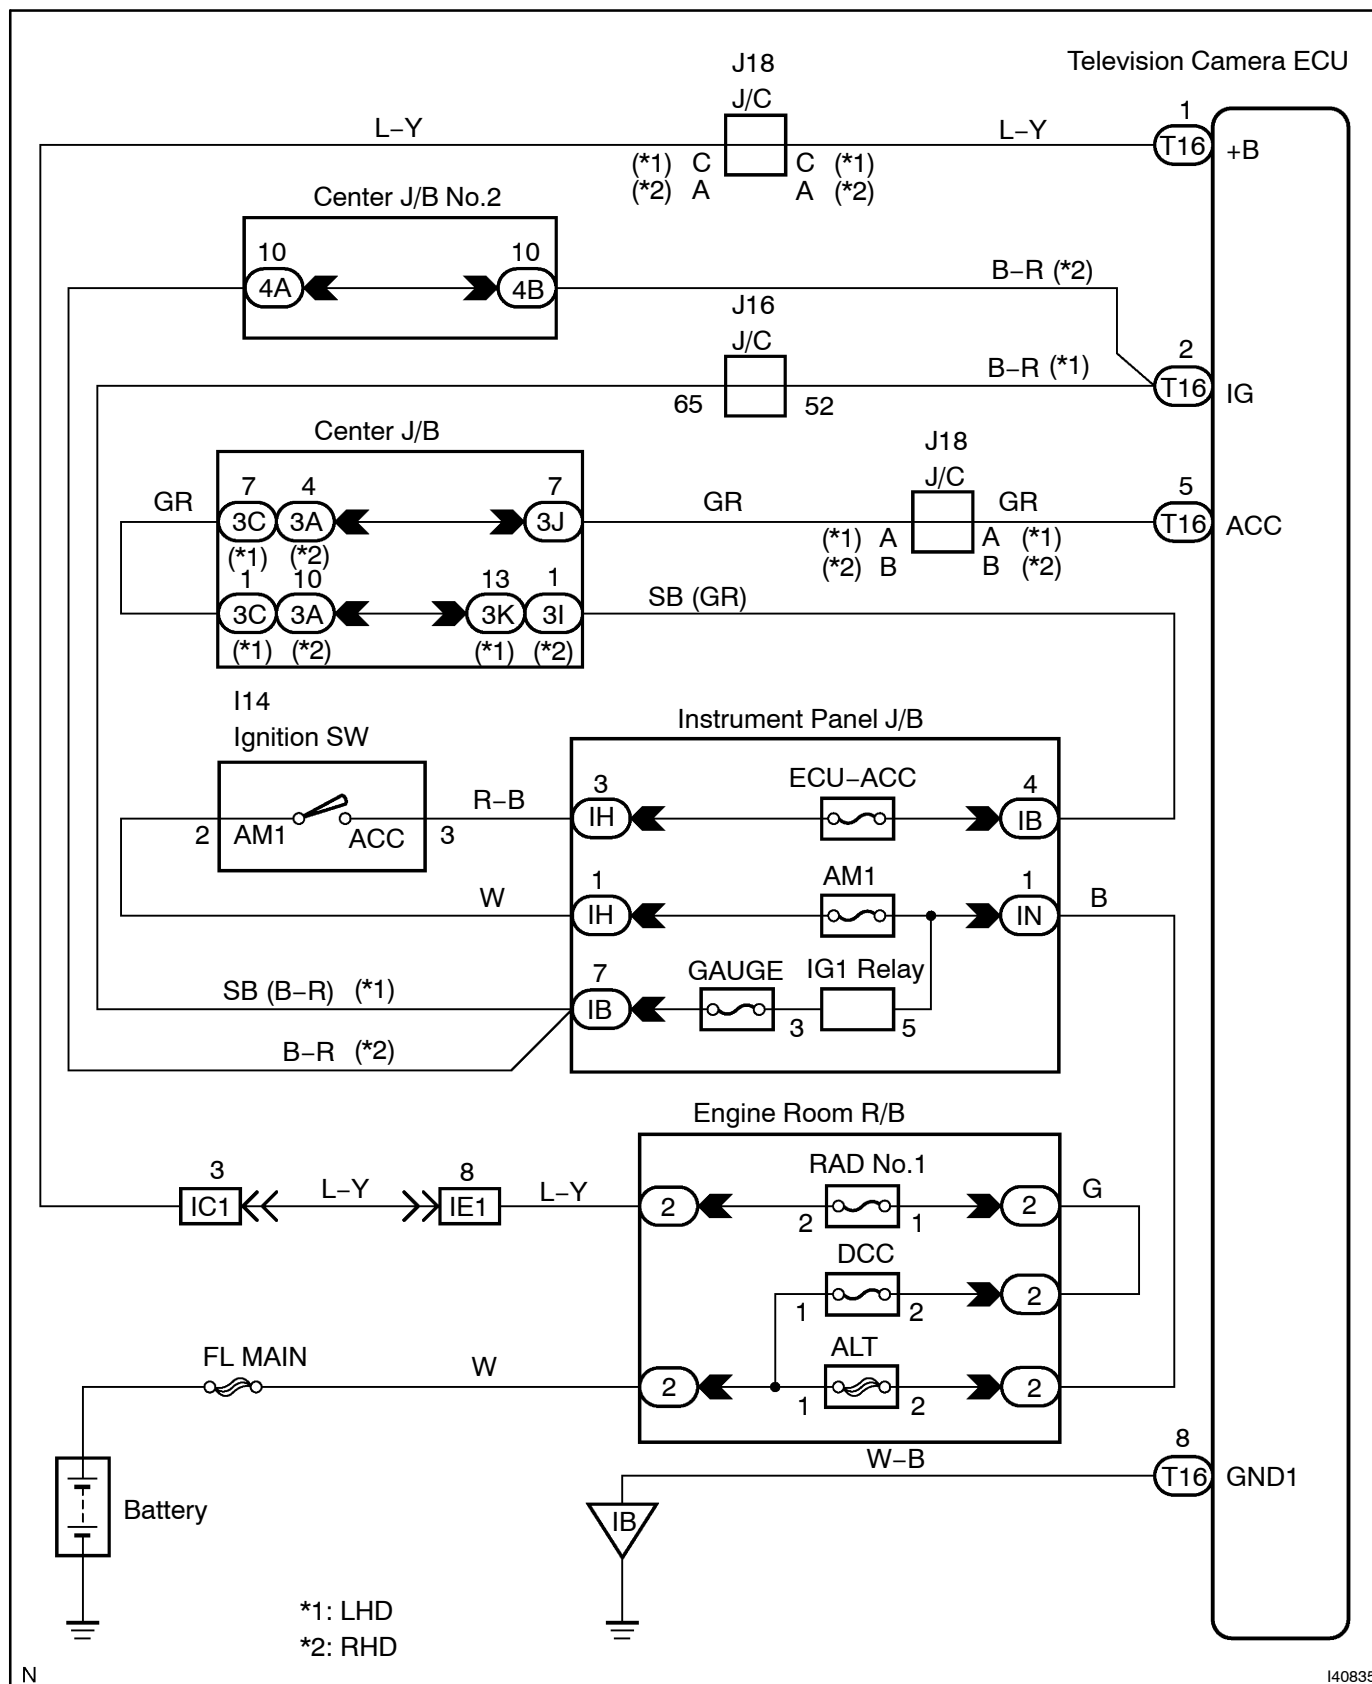 Television Camera ECU
J18
J/C
1
L–Y
L–Y
T16
+B
(*1) C
C (*1)
(*2) A
A (*2)
Center J/B No.2
10
10
4A
4B
B–R (*2)
J16
J/C
2
B–R (*1)
T16
IG
65
52
Center J/B
J18
J/C
7
4
7
5
GR
3C
3A
3J
GR
GR
T16
ACC
(*1)
(*2)
(*1) A
A (*1)
(*2) B
B (*2)
1
10
13
1
3C
3A
3K
3I
SB (GR)
(*1)
(*2)
(*1)
(*2)
I14
Ignition SW
Instrument Panel J/B
3
ECU–ACC
4
R–B
IH
IB
2
AM1
ACC
3
1
AM1
1
W
IH
IN
B
7
GAUGE
IG1 Relay
SB (B–R) (*1)
IB
3
5
B–R (*2)
Engine Room R/B
3
8
RAD No.1
IC1
L–Y
IE1
L–Y
2
2
1
2
G
DCC
1
2
2
FL MAIN
W
ALT
2
1
2
2
8
W–B
T16
GND1
Battery
IB
*1: LHD
*2: RHD
N
I40835